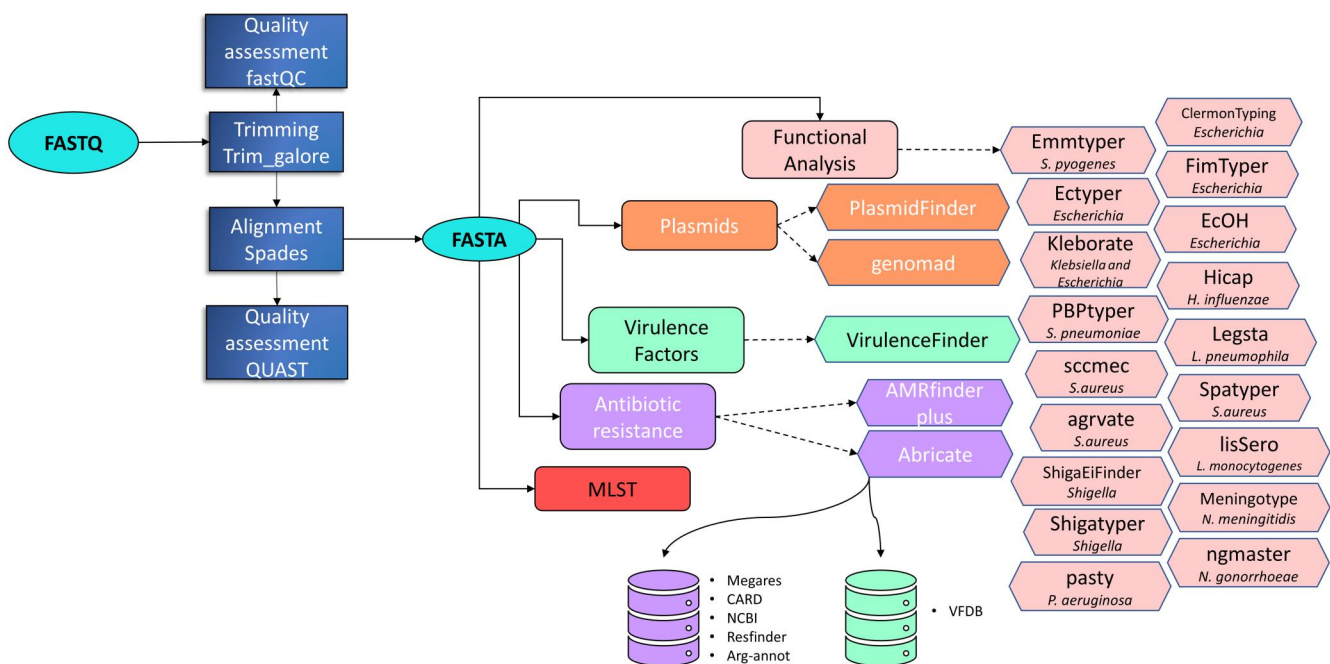 Quality
assessment
fastQC
FASTQ
Trimming
Trim_galore
Alignment
Spades
Quality
assessment
QUAST
FASTA
Functional
Analysis
Plasmids
PlasmidFinder
genomad
Virulence
Factors
VirulenceFinder
Antibiotic
resistance
AMRfinder
plus
Abricate
MLST
• Megares
• CARD
• NCBI
• Resfinder
• Arg-annot
• VFDB
Emmtyper
S. pyogenes
Ectyper
Escherichia
Kleborate
Klebsiella and
Escherichia
PBPtyper
S. pneumoniae
sccmec
S.aureus
agrvate
S.aureus
ShigaEiFinder
Shigella
Shigatyper
Shigella
pasty
P. aeruginosa
ClermonTyping
Escherichia
FimTyper
Escherichia
EcOH
Escherichia
Hicap
H. influenzae
Legsta
L. pneumophila
Spatyper
S.aureus
lisSero
L. monocytogenes
Meningotype
N. meningitidis
ngmaster
N. gonorrhoeae